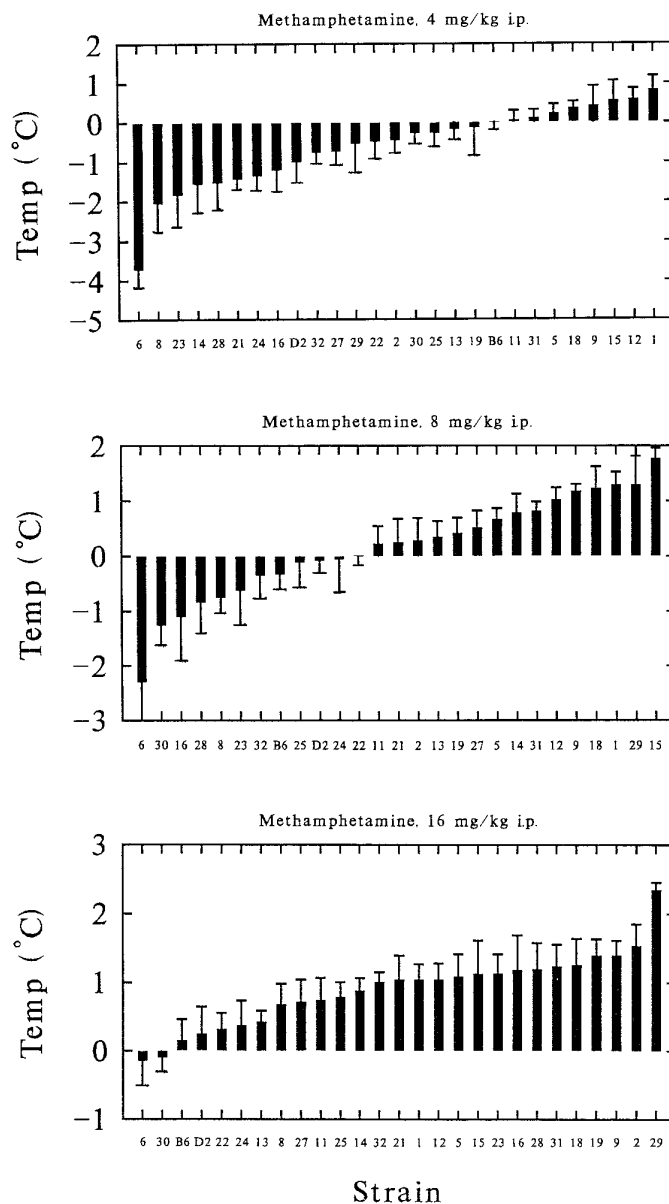 Methamphetamine, 4 mg/kg i.p.
2
1
0
−1
−2
−3
−4
−5
Temp (°C)
6 8 23 14 28 21 24 16 D2 32 27 29 22 2 30 25 13 19 B6 11 31 5 18 9 15 12 1
Methamphetamine, 8 mg/kg i.p.
2
1
0
−1
−2
−3
Temp (°C)
6 30 16 28 8 23 32 B6 25 D2 24 22 11 21 2 13 19 27 5 14 31 12 9 18 1 29 15
Methamphetamine, 16 mg/kg i.p.
3
2
1
0
−1
Temp (°C)
6 30 B6 D2 22 24 13 8 27 11 25 14 32 21 1 12 5 15 23 16 28 31 18 19 9 2 29
Strain